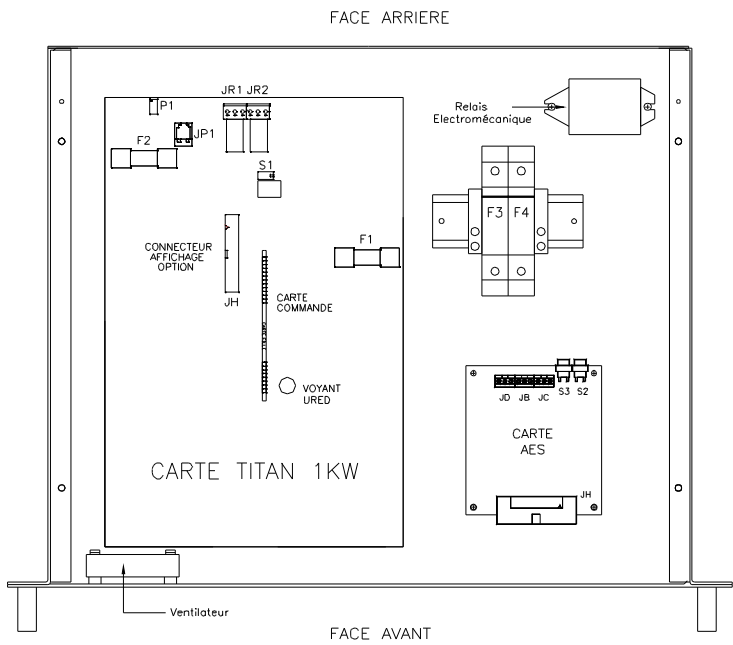 FACE ARRIERE
JR1 JR2
P1
JP1
F2
S1
Relais
Electromécanique
F3 F4
F1
CONNECTEUR
AFFICHAGE
OPTION
JH
CARTE
COMMANDE
VOYANT
URED
JD JB JC S3 S2
CARTE
AES
JH
CARTE TITAN 1KW
Ventilateur
FACE AVANT